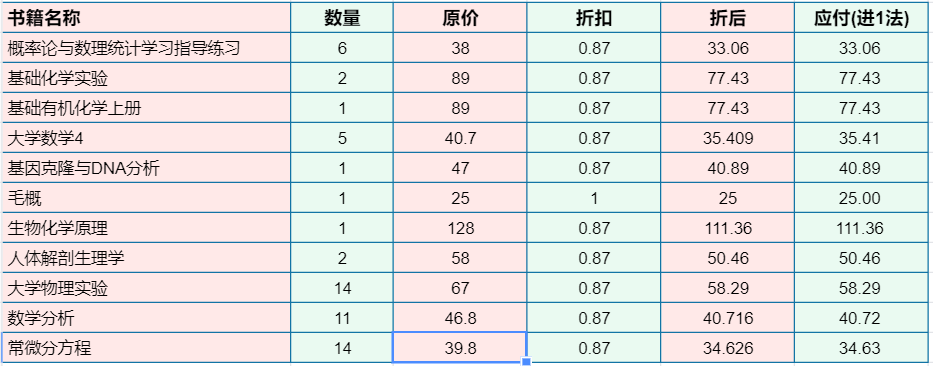 书籍名称 数量 原价 折扣 折后 应付(进1法)
概率论与数理统计学习指导练习 6 38 0.87 33.06 33.06
基础化学实验 2 89 0.87 77.43 77.43
基础有机化学上册 1 89 0.87 77.43 77.43
大学数学4 5 40.7 0.87 35.409 35.41
基因克隆与DNA分析 1 47 0.87 40.89 40.89
毛概 1 25 1 25 25.00
生物化学原理 1 128 0.87 111.36 111.36
人体解剖生理学 2 58 0.87 50.46 50.46
大学物理实验 14 67 0.87 58.29 58.29
数学分析 11 46.8 0.87 40.716 40.72
常微分方程 14 39.8 0.87 34.626 34.63